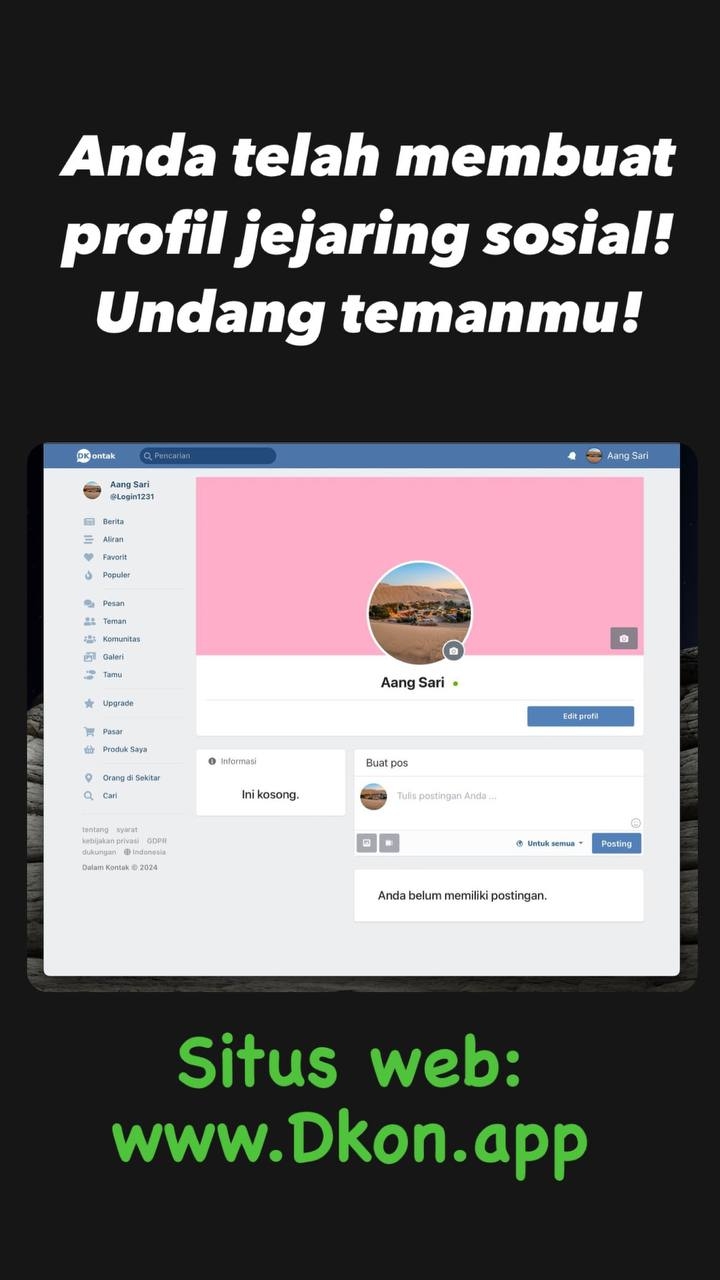 Anda telah membuat
profil jejaring sosial!
Undang temanmu!
DKontak
Pencarian
Aang Sari
Aang Sari
@Login1231
Berita
Aliran
Favorit
Populer
Pesan
Teman
Komunitas
Galeri
Tamu
Upgrade
Pasar
Produk Saya
Orang di Sekitar
Cari
tentang syarat
kebijakan privasi GDPR
dukungan Indonesia
Dalam Kontak © 2024
Aang Sari
Edit profil
Informasi
Ini kosong.
Buat pos
Tulis postingan Anda ...
Untuk semua
Posting
Anda belum memiliki postingan.
Situs web:
www.Dkon.app